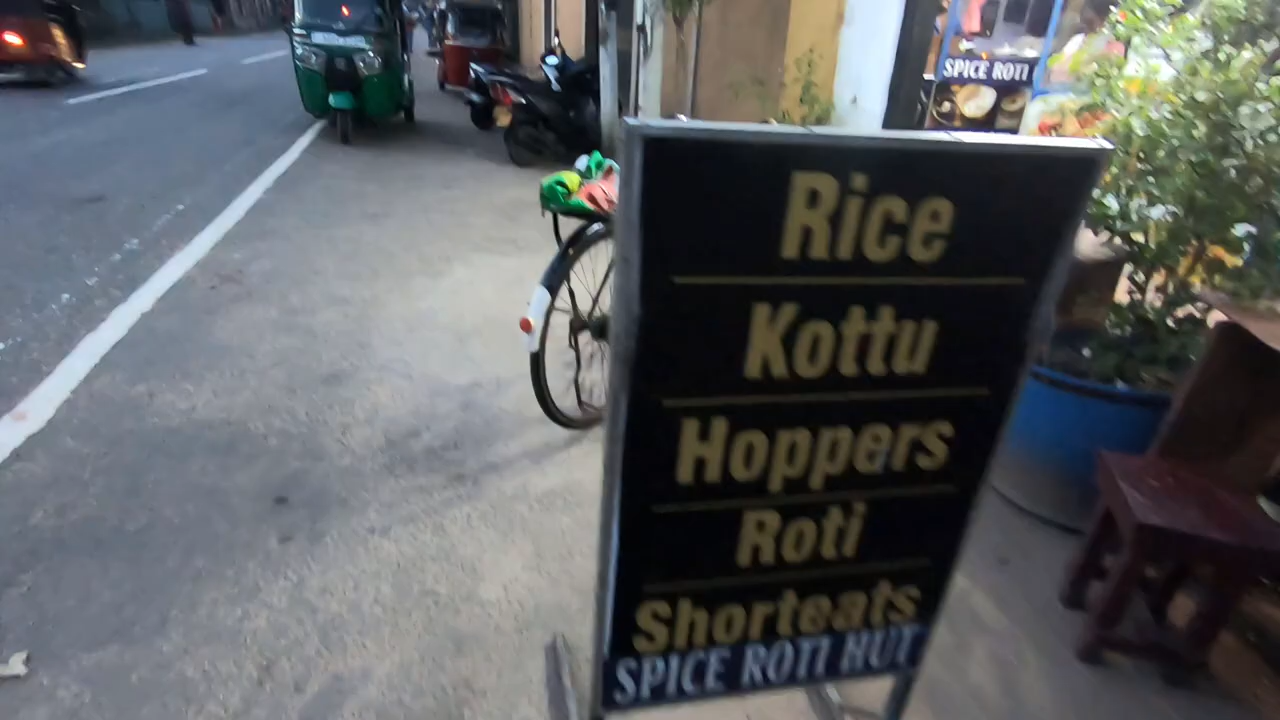 SPICE ROTI
Rice
Kottu
Hoppers
Roti
Shorteats
SPICE ROTI HUT